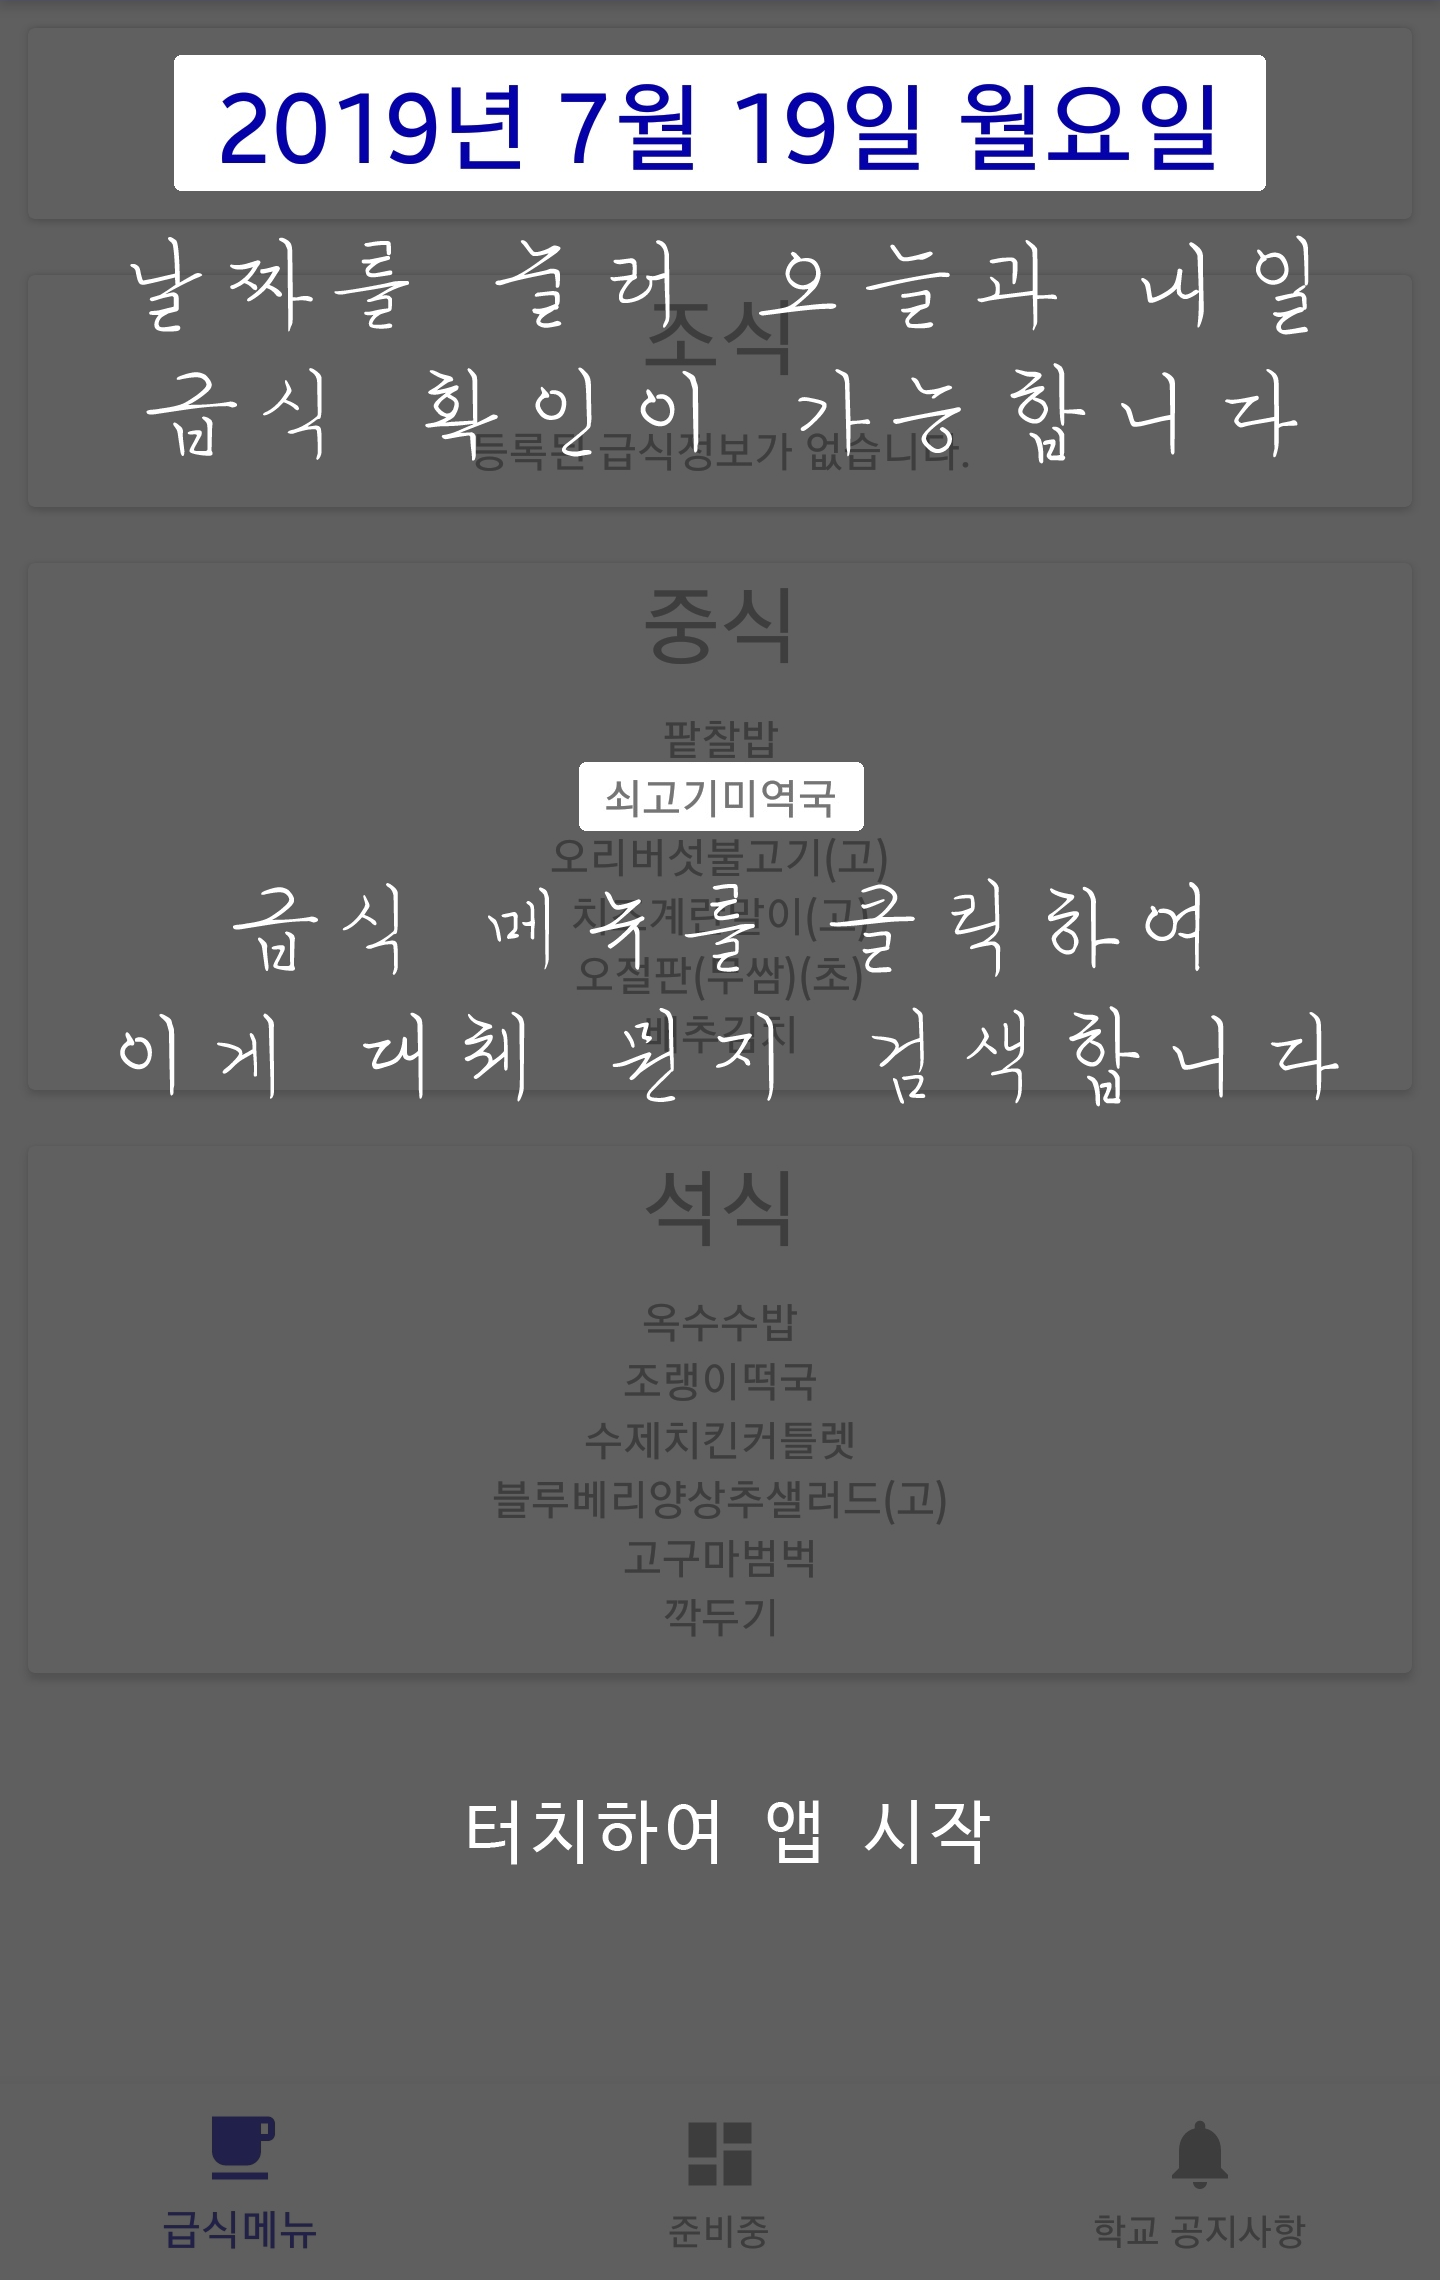 2019년 7월 19일 월요일
날짜를 눌러 오늘과 내일
조식
급식 확인이 가능합니다
등록된 급식정보가 없습니다.
중식
팥찰밥
쇠고기미역국
오리버섯불고기(고)
치즈계란말이(고)
급식 메뉴를 클릭하여
오절판(무쌈)(초)
배추김치
이게 대체 뭔지 검색합니다
석식
옥수수밥
조랭이떡국
수제치킨커틀렛
블루베리양상추샐러드(고)
고구마범벅
깍두기
터치하여 앱 시작
급식메뉴
준비중
학교 공지사항